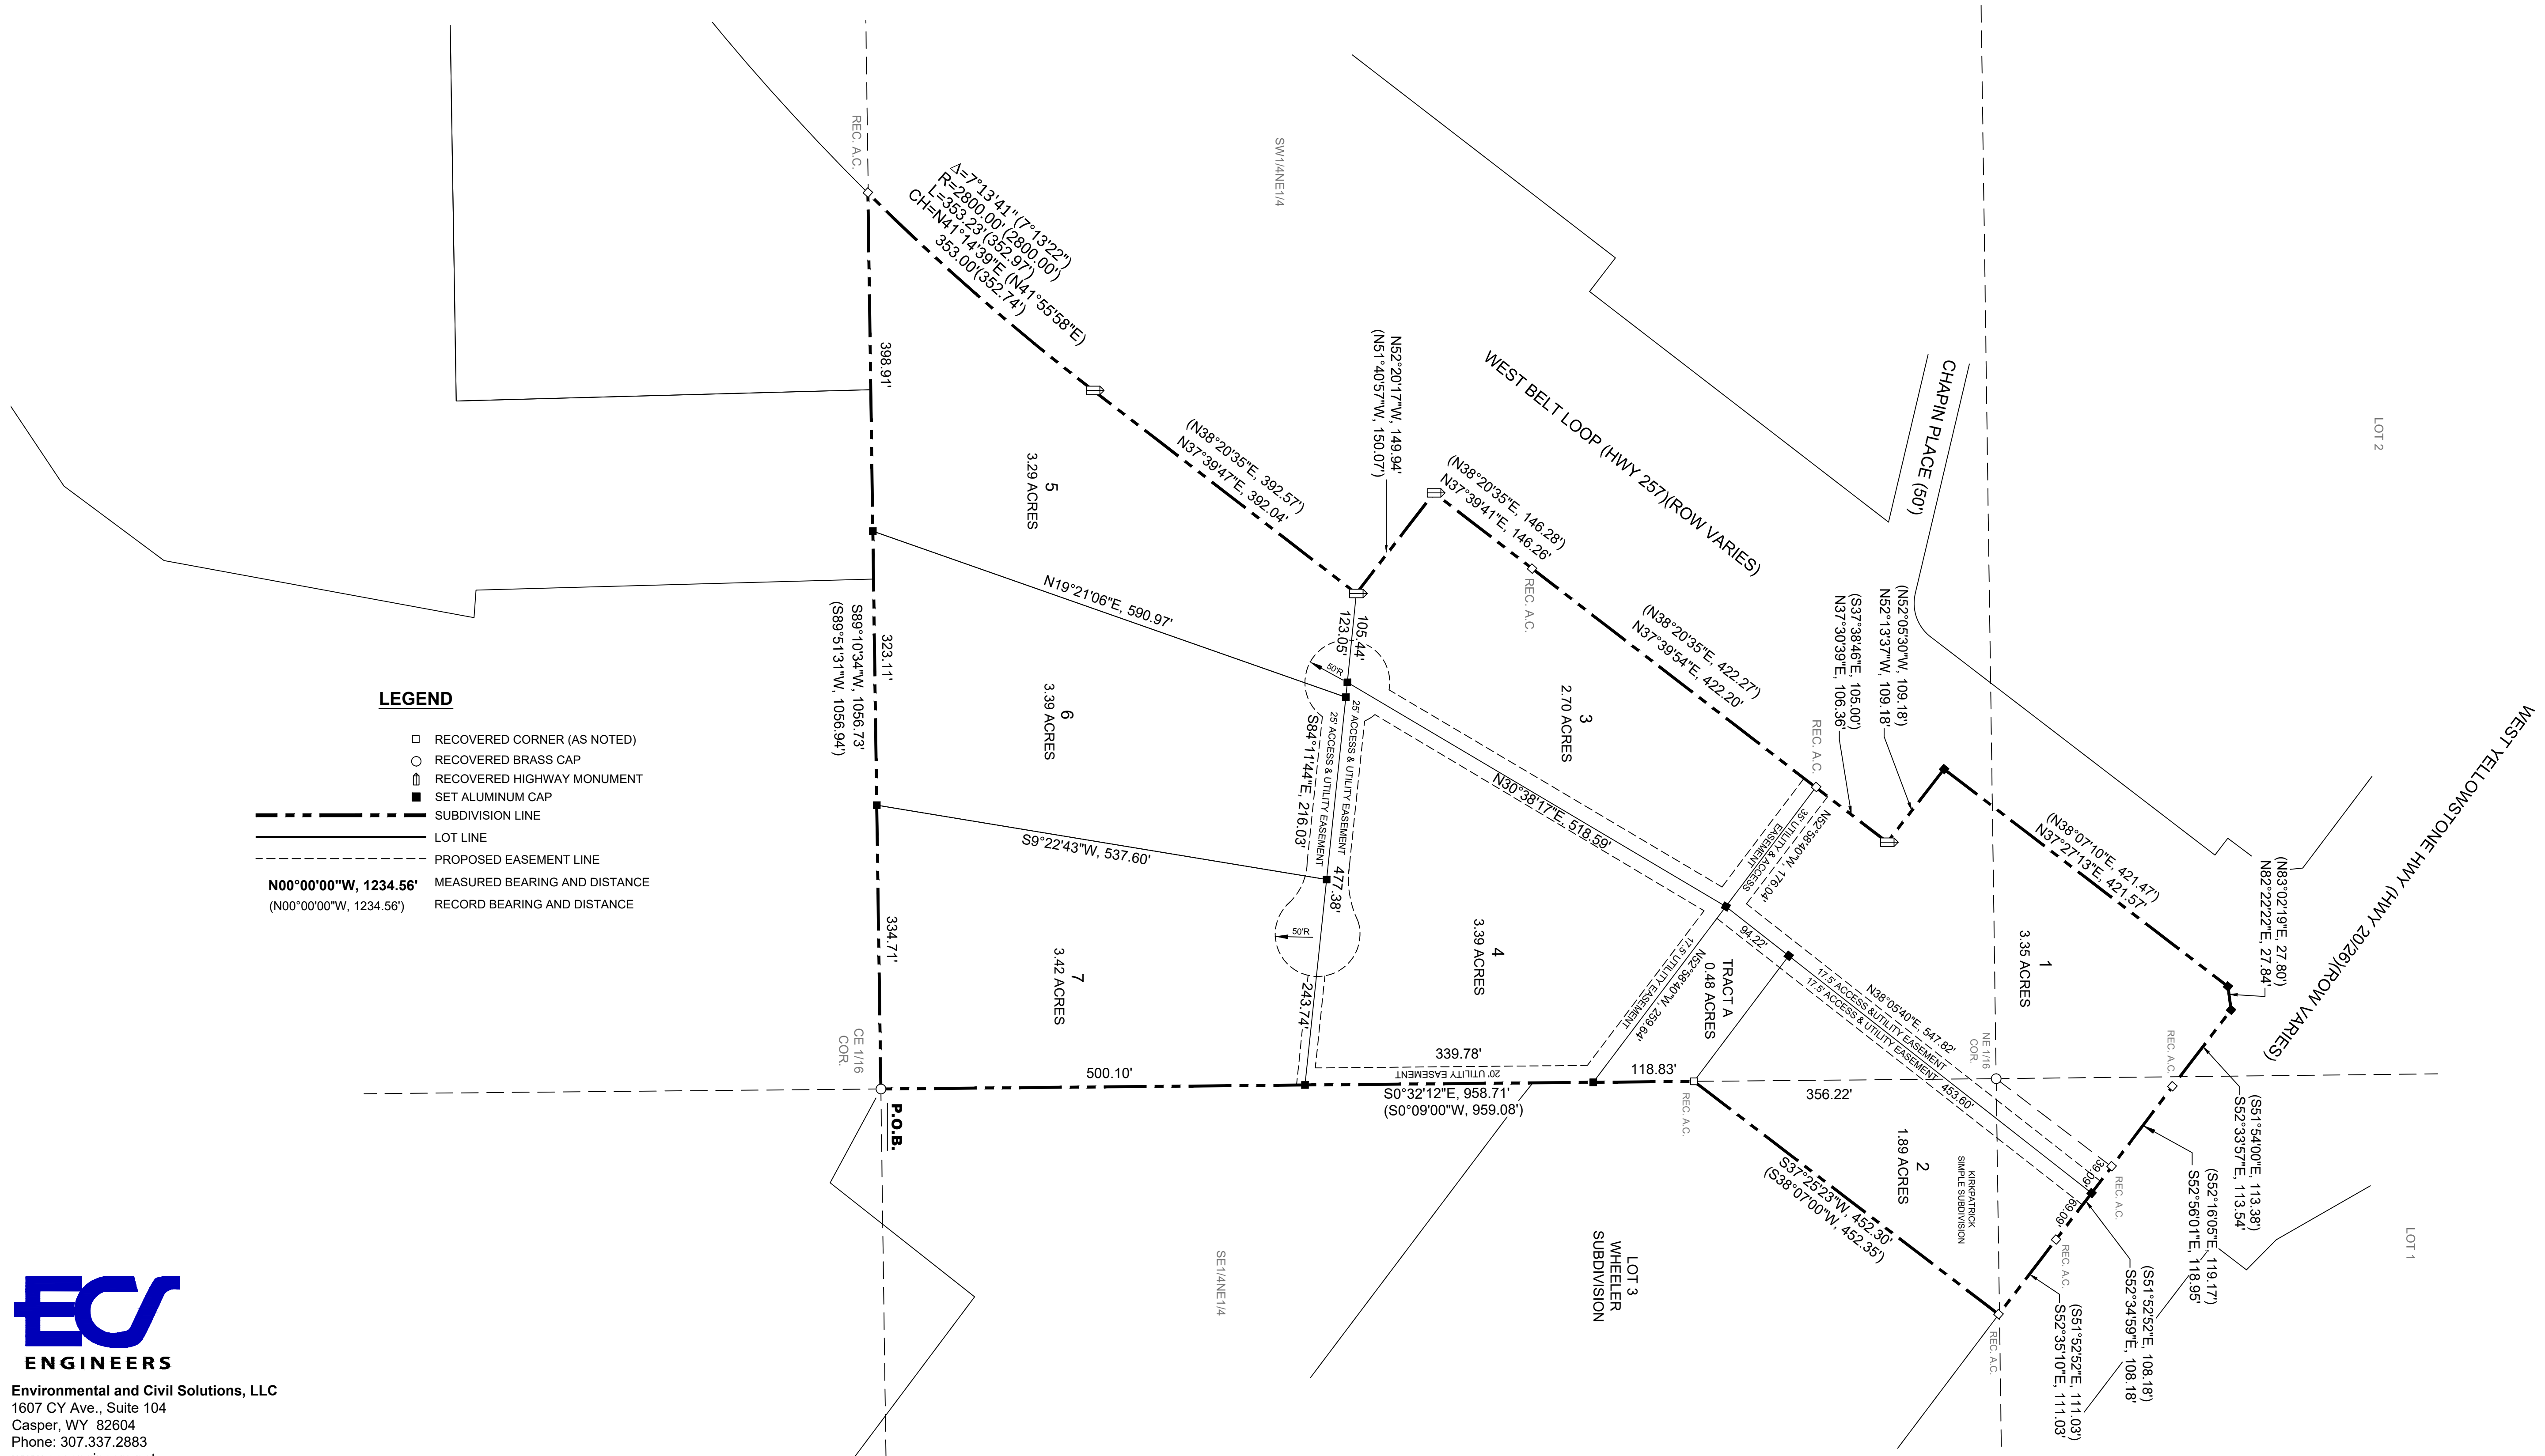 Δ=7°13'41" (7°13'22")
R=2800.00' (2800.00')
L=353.23' (352.97')
CH=N41°14'39"E (N41°55'58"E)
353.00'(352.74')
REC. A.C.
SW1/4NE1/4
398.91'
5
3.29 ACRES
(N38°20'35"E, 392.57')
N37°39'47"E, 392.04'
N52°20'17"W, 149.94'
(N51°40'57"W, 150.07')
WEST BELT LOOP (HWY 257)(ROW VARIES)
CHAPIN PLACE (50')
LOT 2
(N38°20'35"E, 146.28')
N37°39'41"E, 146.26'
REC. A.C.
(N38°20'35"E, 422.27')
N37°39'54"E, 422.20'
(N52°05'30"W, 109.18')
N52°13'37"W, 109.18'
(S37°38'46"E, 105.00')
N37°30'39"E, 106.36'
REC. A.C.
WEST YELLOWSTONE HWY (HWY 20/26)(ROW VARIES)
N19°21'06"E, 590.97'
105.44'
123.05'
50'R
323.11'
S89°10'34"W, 1056.73'
(S89°51'31"W, 1056.94')
6
3.39 ACRES
3
2.70 ACRES
25' ACCESS & UTILITY EASEMENT
25' ACCESS & UTILITY EASEMENT
S84°11'44"E, 216.03'
477.38'
N30°38'17"E, 518.59'
N52°58'40"W, 176.04'
35' UTILITY & ACCESS
EASEMENT
(N38°07'10"E, 421.47')
N37°27'13"E, 421.57'
(N83°02'19"E, 27.80')
N82°22'22"E, 27.84'
LEGEND
RECOVERED CORNER (AS NOTED)
RECOVERED BRASS CAP
RECOVERED HIGHWAY MONUMENT
SET ALUMINUM CAP
SUBDIVISION LINE
LOT LINE
PROPOSED EASEMENT LINE
N00°00'00"W, 1234.56' MEASURED BEARING AND DISTANCE
(N00°00'00"W, 1234.56') RECORD BEARING AND DISTANCE
S9°22'43"W, 537.60'
334.71'
7
3.42 ACRES
50'R
243.74'
4
3.39 ACRES
17.5' UTILITY EASEMENT
N52°58'40"W, 259.64'
TRACT A
0.48 ACRES
94.22'
1
3.35 ACRES
N38°05'40"E, 547.82'
17.5' ACCESS &UTILITY EASEMENT
17.5' ACCESS & UTILITY EASEMENT
453.60'
NE 1/16
COR.
REC. A.C.
CE 1/16
COR.
P.O.B.
500.10'
339.78'
20' UTILITY EASEMENT
S0°32'12"E, 958.71'
(S0°09'00"W, 959.08')
118.83'
REC. A.C.
356.22'
2
1.89 ACRES
KIRKPATRICK
SIMPLE SUBDIVISION
S37°25'23"W, 452.30'
(S38°07'00"W, 452.35')
39.09'
69.09'
REC. A.C.
REC. A.C.
REC. A.C.
(S51°54'00"E, 113.38')
S52°33'57"E, 113.54'
(S52°16'05"E, 119.17')
S52°56'01"E, 118.95'
(S51°52'52"E, 108.18')
S52°34'59"E, 108.18'
(S51°52'52"E, 111.03')
S52°35'10"E, 111.03'
LOT 1
SE1/4NE1/4
LOT 3
WHEELER
SUBDIVISION
ECS
ENGINEERS
Environmental and Civil Solutions, LLC
1607 CY Ave., Suite 104
Casper, WY 82604
Phone: 307.337.2883